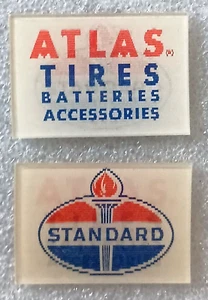 ATLAS®
TIRES
BATTERIES
ACCESSORIES
STANDARD